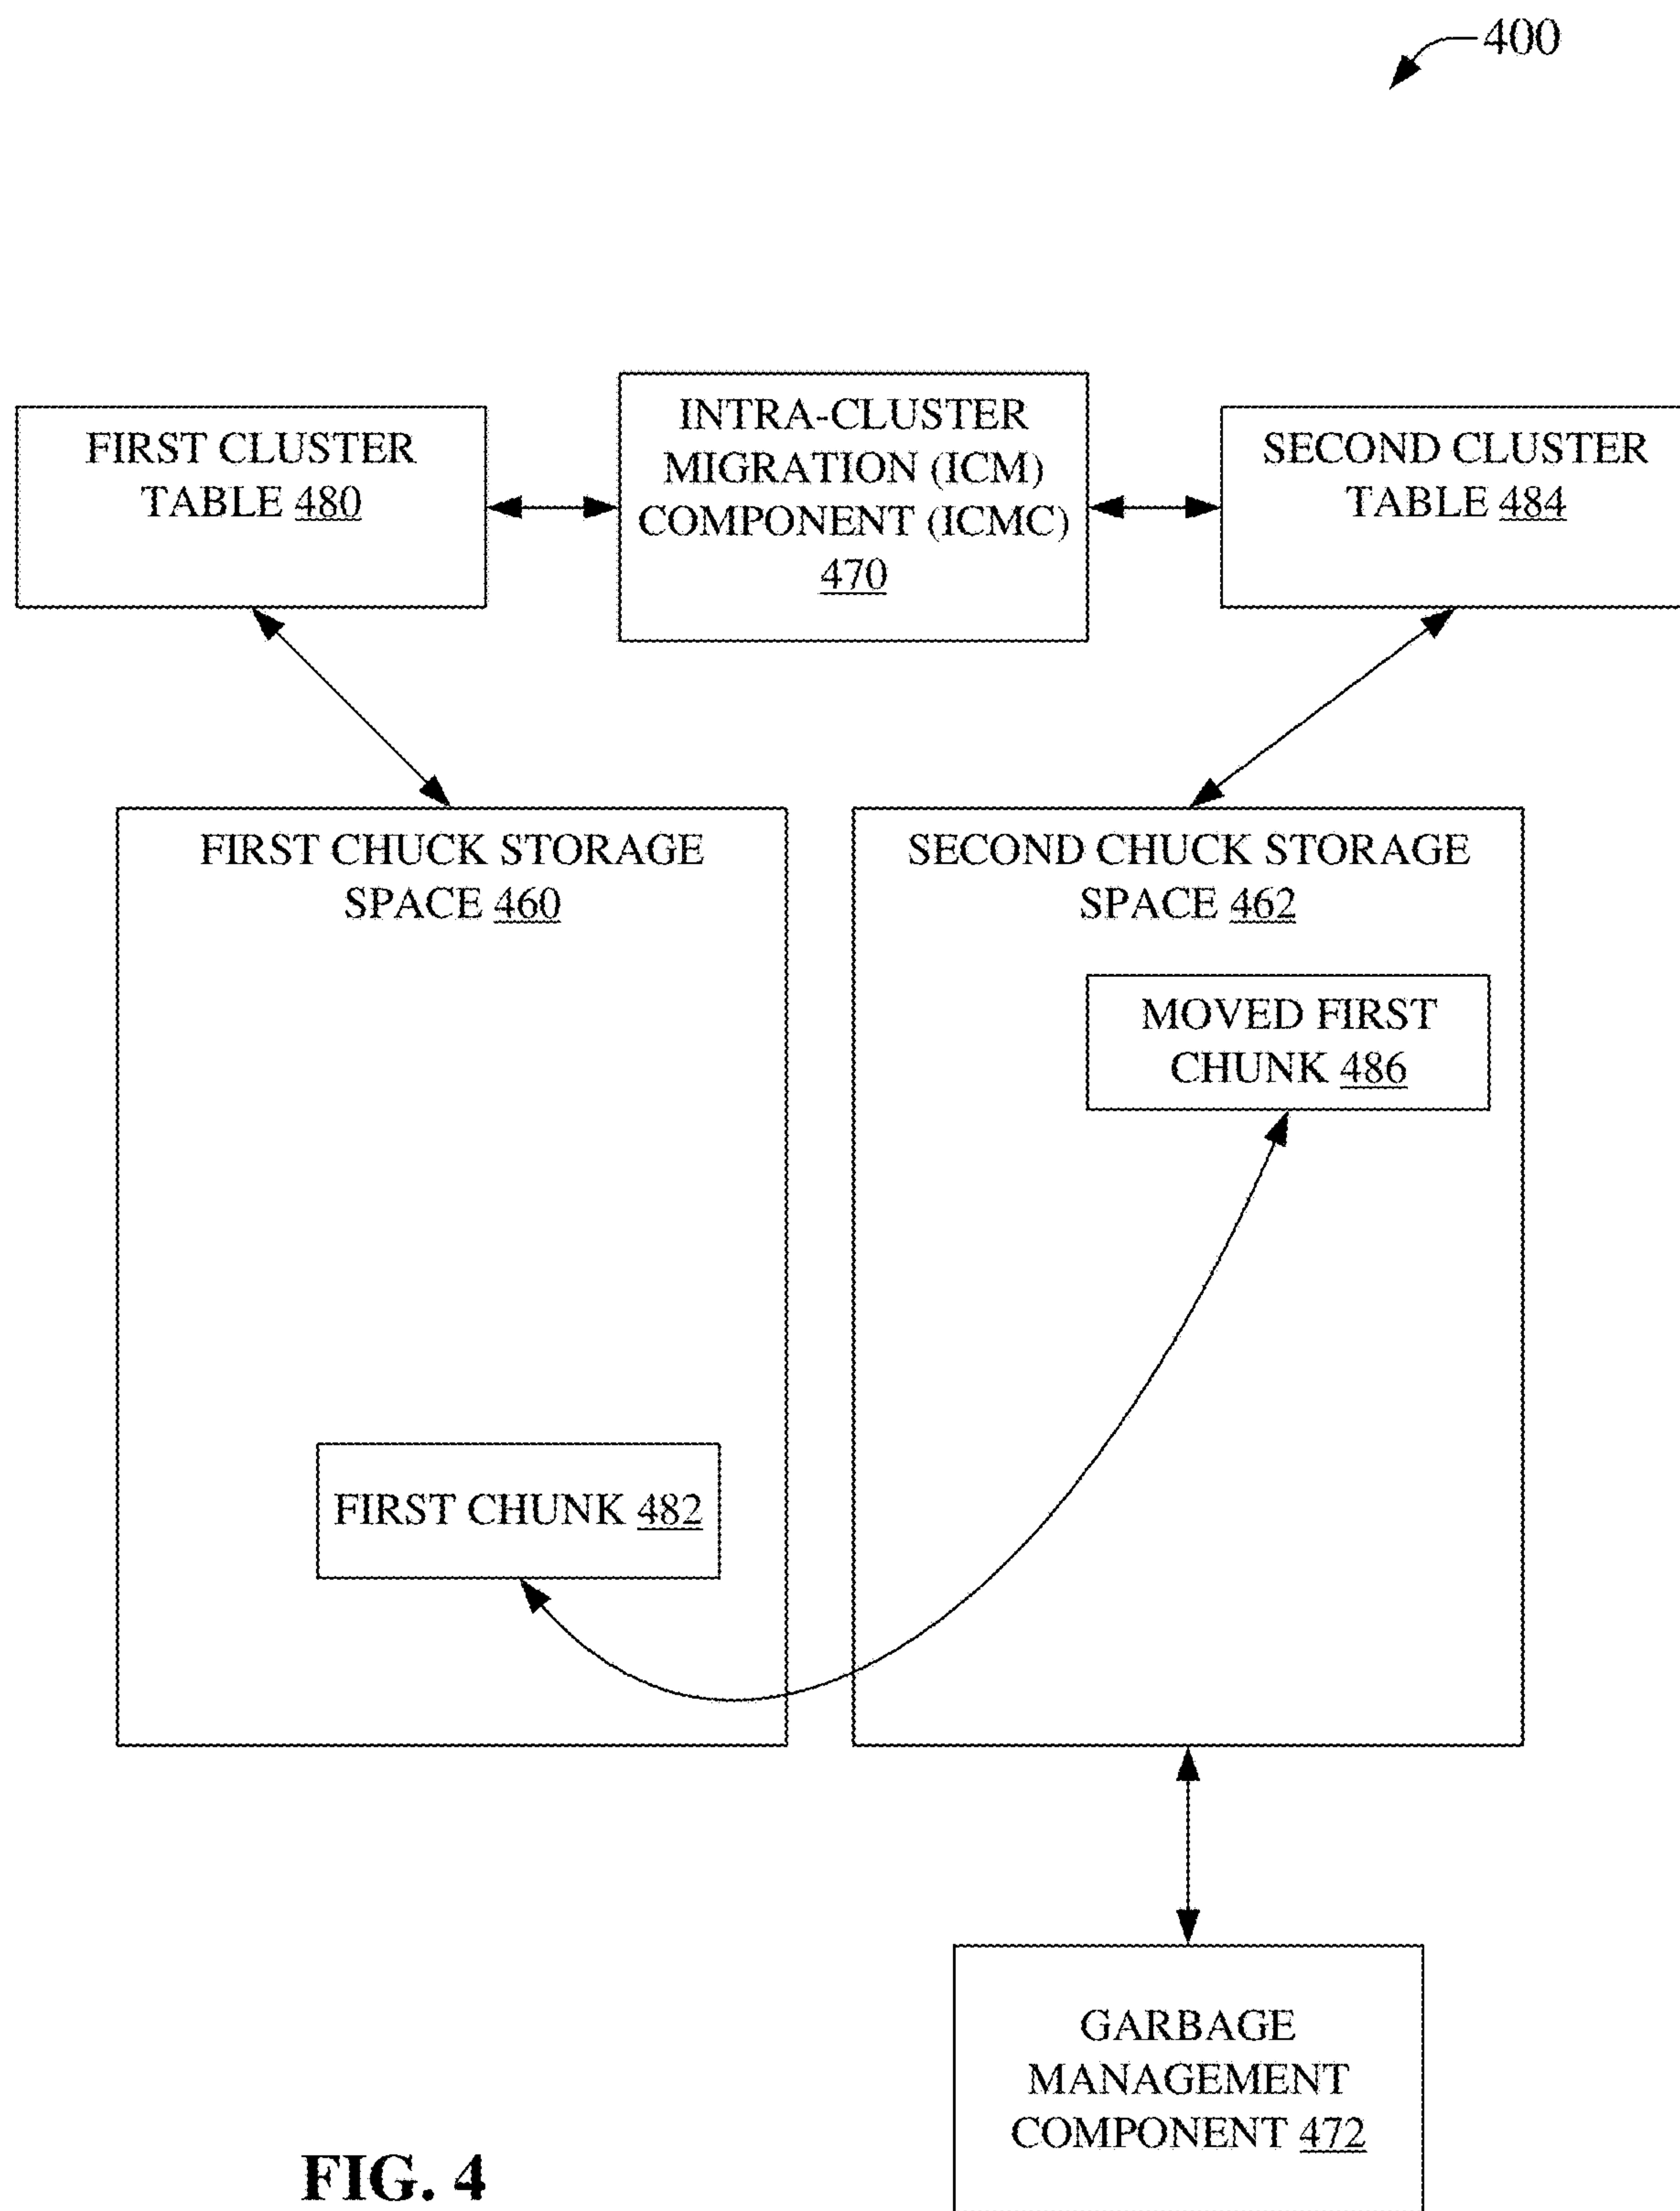 400
FIRST CLUSTER
TABLE 480
INTRA-CLUSTER
MIGRATION (ICM)
COMPONENT (ICMC)
470
SECOND CLUSTER
TABLE 484
FIRST CHUCK STORAGE
SPACE 460
SECOND CHUCK STORAGE
SPACE 462
MOVED FIRST
CHUNK 486
FIRST CHUNK 482
GARBAGE
MANAGEMENT
COMPONENT 472
FIG. 4